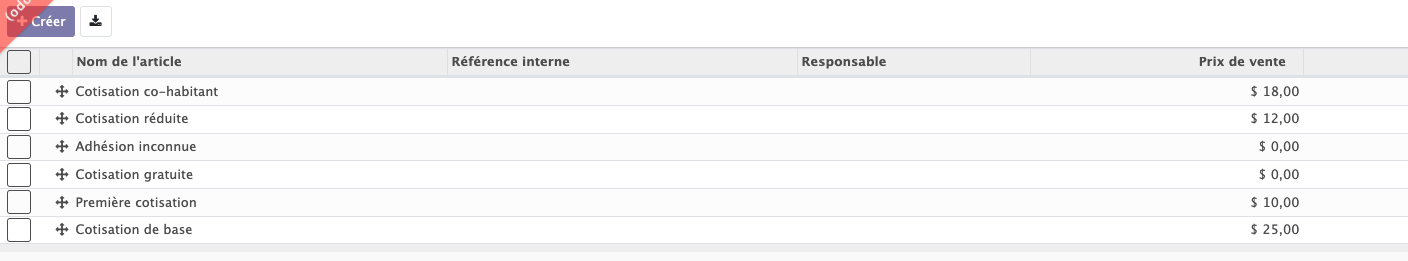 (odo
+ Créer
Nom de l'article Référence interne Responsable Prix de vente
Cotisation co-habitant $ 18,00
Cotisation réduite $ 12,00
Adhésion inconnue $ 0,00
Cotisation gratuite $ 0,00
Première cotisation $ 10,00
Cotisation de base $ 25,00